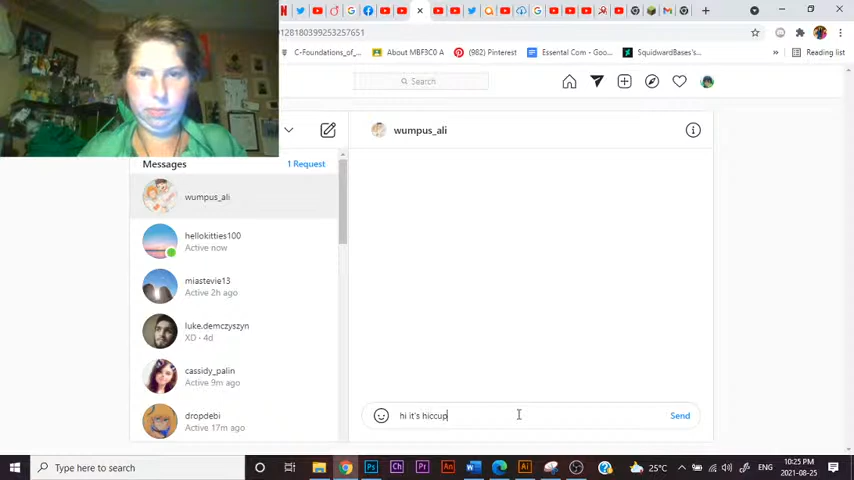 12818039925325​7651
C-Foundations_of_...
About MBF3C0 A
(982) Pinterest
Essental Com - Goo...
SquidwardBases's...
Reading list
Search
wumpus_ali
Messages
1 Request
wumpus_ali
hellokitties100
Active now
miastevie13
Active 2h ago
luke.demczyszyn
XD · 4d
cassidy_palin
Active 9m ago
dropdebi
Active 17m ago
hi it's hiccup
Send
Type here to search
25°C
ENG
10:25 PM
2021-08-25